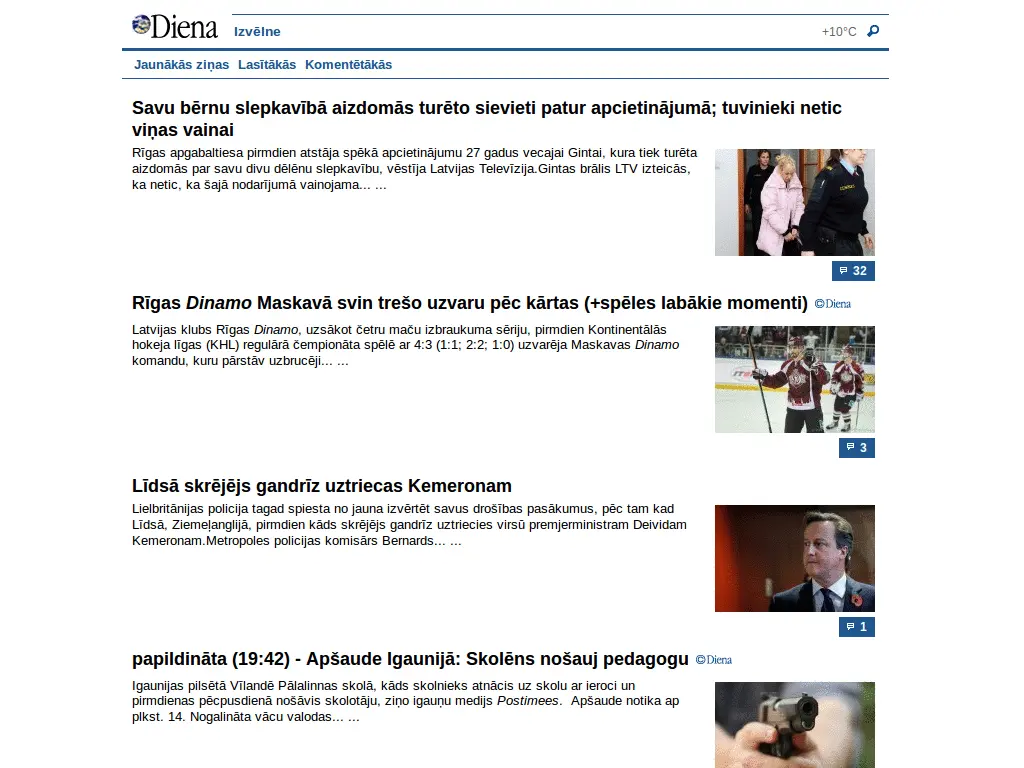 Diena
Izvēlne
+10°C
Jaunākās ziņas Lasītākās Komentētākās
Savu bērnu slepkavībā aizdomās turēto sievieti patur apcietinājumā; tuvinieki netic
viņas vainai
Rīgas apgabaltiesa pirmdien atstāja spēkā apcietinājumu 27 gadus vecajai Gintai, kura tiek turēta
aizdomās par savu divu dēlēnu slepkavību, vēstīja Latvijas Televīzija.Gintas brālis LTV izteicās,
ka netic, ka šajā nodarījumā vainojama... ...
32
Rīgas Dinamo Maskavā svin trešo uzvaru pēc kārtas (+spēles labākie momenti) ©Diena
Latvijas klubs Rīgas Dinamo, uzsākot četru maču izbraukuma sēriju, pirmdien Kontinentālās
hokeja līgas (KHL) regulārā čempionāta spēlē ar 4:3 (1:1; 2:2; 1:0) uzvarēja Maskavas Dinamo
komandu, kuru pārstāv uzbrucēji... ...
3
Līdsā skrējējs gandrīz uztriecas Kemeronam
Lielbritānijas policija tagad spiesta no jauna izvērtēt savus drošības pasākumus, pēc tam kad
Līdsā, Ziemeļanglijā, pirmdien kāds skrējējs gandrīz uztriecies virsū premjerministram Deividam
Kemeronam.Metropoles policijas komisārs Bernards... ...
1
papildināta (19:42) - Apšaude Igaunijā: Skolēns nošauj pedagogu ©Diena
Igaunijas pilsētā Vīlandē Pālalinnas skolā, kāds skolnieks atnācis uz skolu ar ieroci un
pirmdienas pēcpusdienā nošāvis skolotāju, ziņo igauņu medijs Postimees. Apšaude notika ap
plkst. 14. Nogalināta vācu valodas... ...